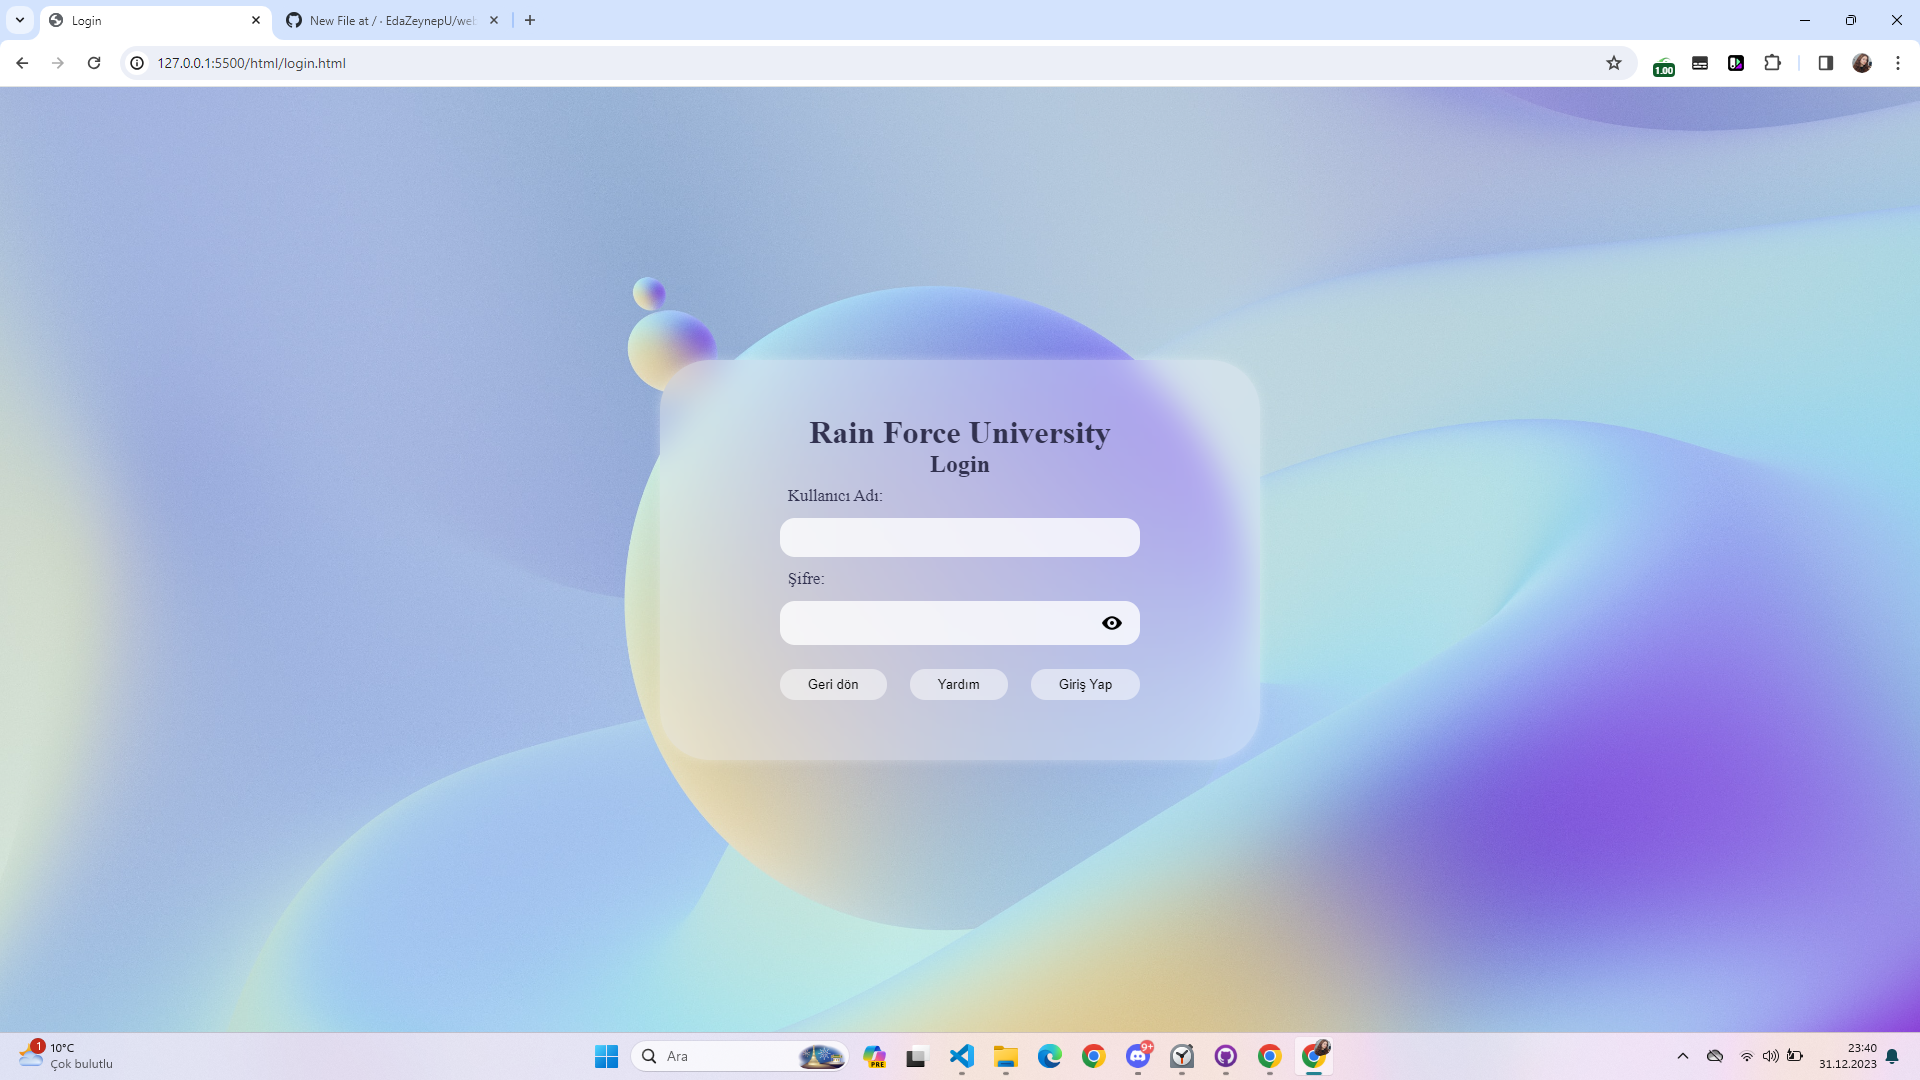 Login
New File at / · EdaZeynepU/web
127.0.0.1:5500/html/login.html
1.00
Rain Force University
Login
Kullanıcı Adı:
Şifre:
Geri dön
Yardım
Giriş Yap
1
10°C
Çok bulutlu
Ara
PRE
9+
23:40
31.12.2023